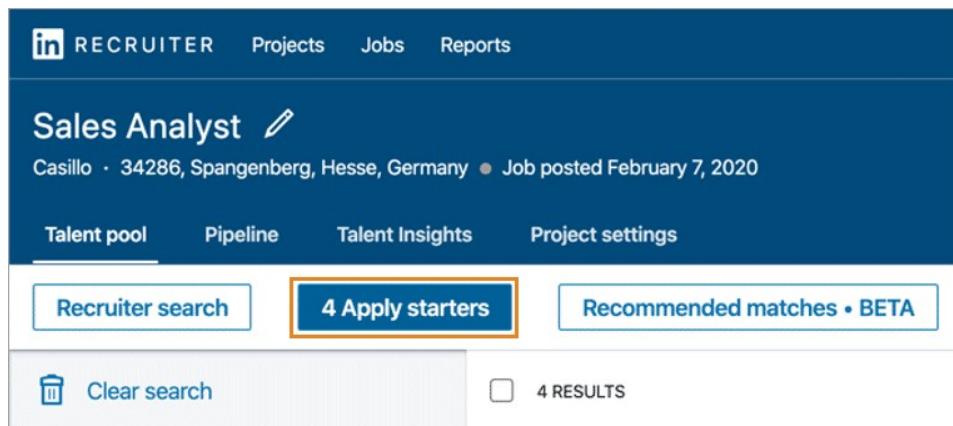 in RECRUITER Projects Jobs Reports
Sales Analyst
Casillo · 34286, Spangenberg, Hesse, Germany ● Job posted February 7, 2020
Talent pool Pipeline Talent Insights Project settings
Recruiter search 4 Apply starters Recommended matches • BETA
Clear search 4 RESULTS